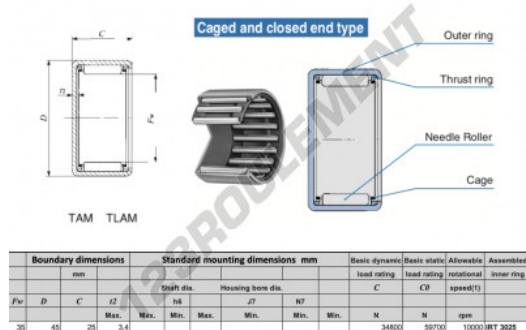 Caged and closed end type
Outer ring
Thrust ring
Needle Roller
Cage
C
t2
D
Fw
TAM TLAM
123ROULEMENT
Boundary dimensions Standard mounting dimensions mm Basic dynamic Basic static Allowable Assembled
mm load rating load rating rotational inner ring
Shaft dia. Housing bore dia. C C0 speed(1)
Fw D C t2 h6 J7 N7
Max. Max. Min. Max. Min. Max. Min. N N rpm
35 45 25 3.4 34800 59700 10000 IRT 3025